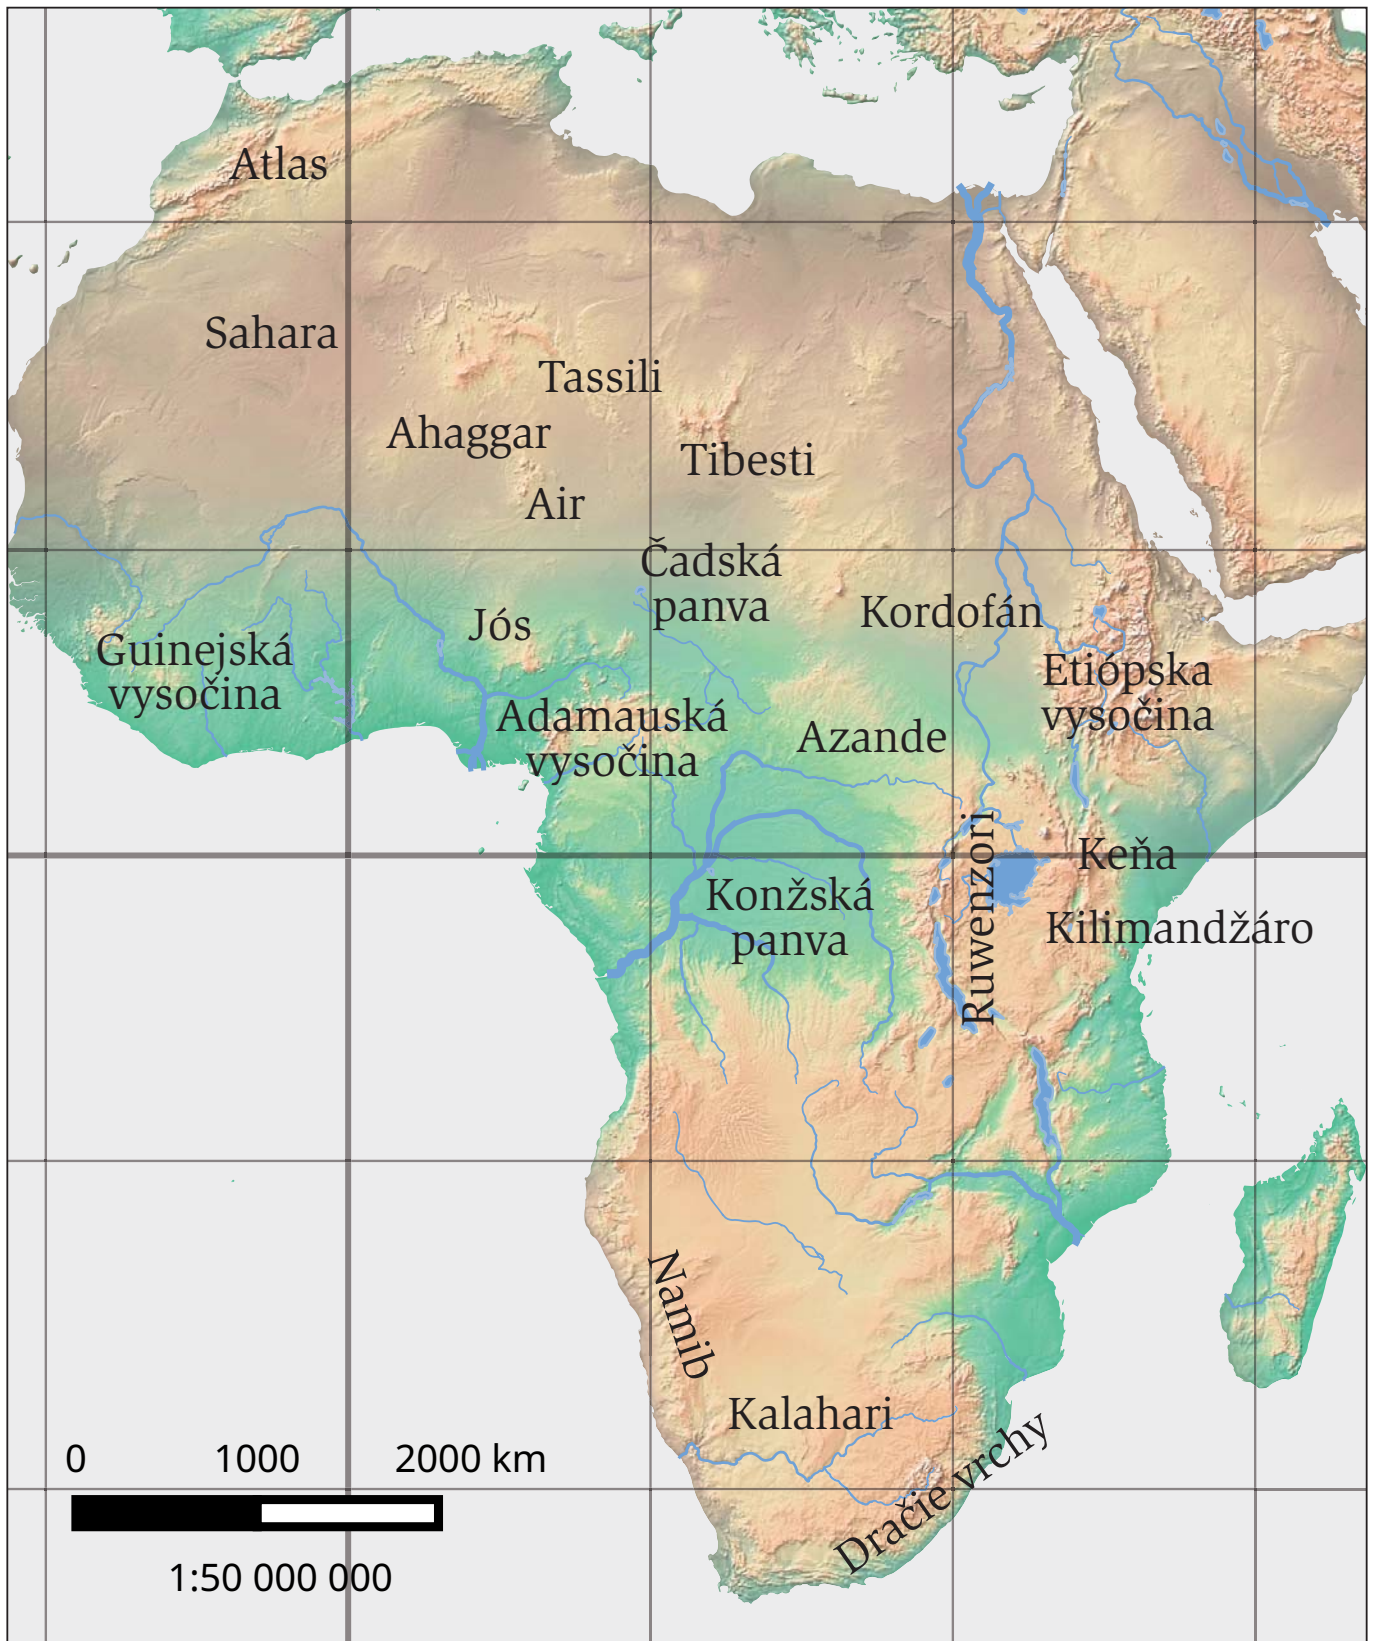 Atlas
Sahara
Tassili
Ahaggar
Tibesti
Air
Čadská
panva
Kordofán
Jós
Guinejská
vysočina
Etiópska
vysočina
Adamauská
vysočina
Azande
Ruwenzori
Keňa
Konžská
panva
Kilimandžáro
Namib
Kalahari
Dračie vrchy
0 1000 2000 km
1:50 000 000